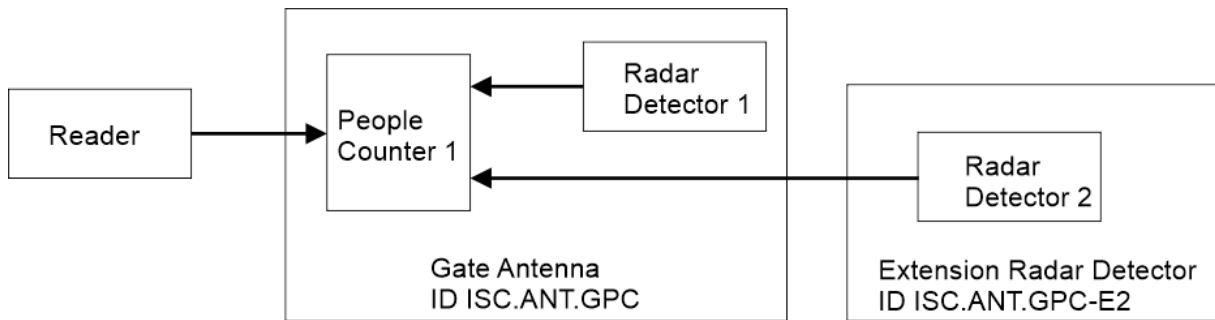 Reader
People
Counter 1
Radar
Detector 1
Radar
Detector 2
Gate Antenna
ID ISC.ANT.GPC
Extension Radar Detector
ID ISC.ANT.GPC-E2